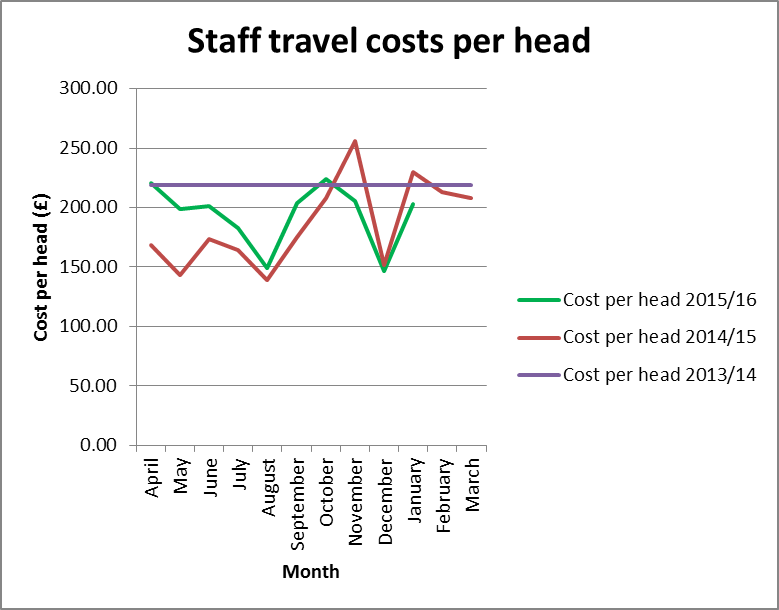 Staff travel costs per head
300.00
250.00
200.00
150.00
100.00
50.00
0.00
Cost per head (£)
April
May
June
July
August
September
October
November
December
January
February
March
Month
Cost per head 2015/16
Cost per head 2014/15
Cost per head 2013/14